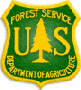 FOREST SERVICE
U S
DEPARTMENT OF AGRICULTURE